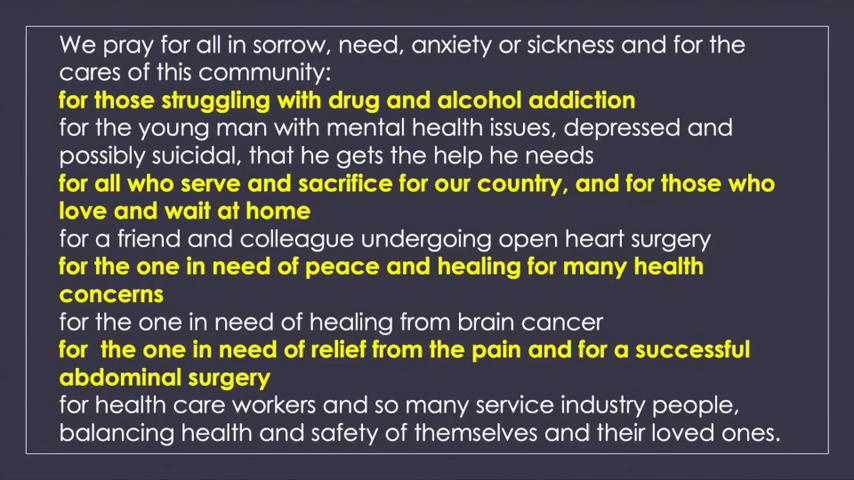 We pray for all in sorrow, need, anxiety or sickness and for the
cares of this community:
for those struggling with drug and alcohol addiction
for the young man with mental health issues, depressed and
possibly suicidal, that he gets the help he needs
for all who serve and sacrifice for our country, and for those who
love and wait at home
for a friend and colleague undergoing open heart surgery
for the one in need of peace and healing for many health
concerns
for the one in need of healing from brain cancer
for  the one in need of relief from the pain and for a successful
abdominal surgery
for health care workers and so many service industry people,
balancing health and safety of themselves and their loved ones.